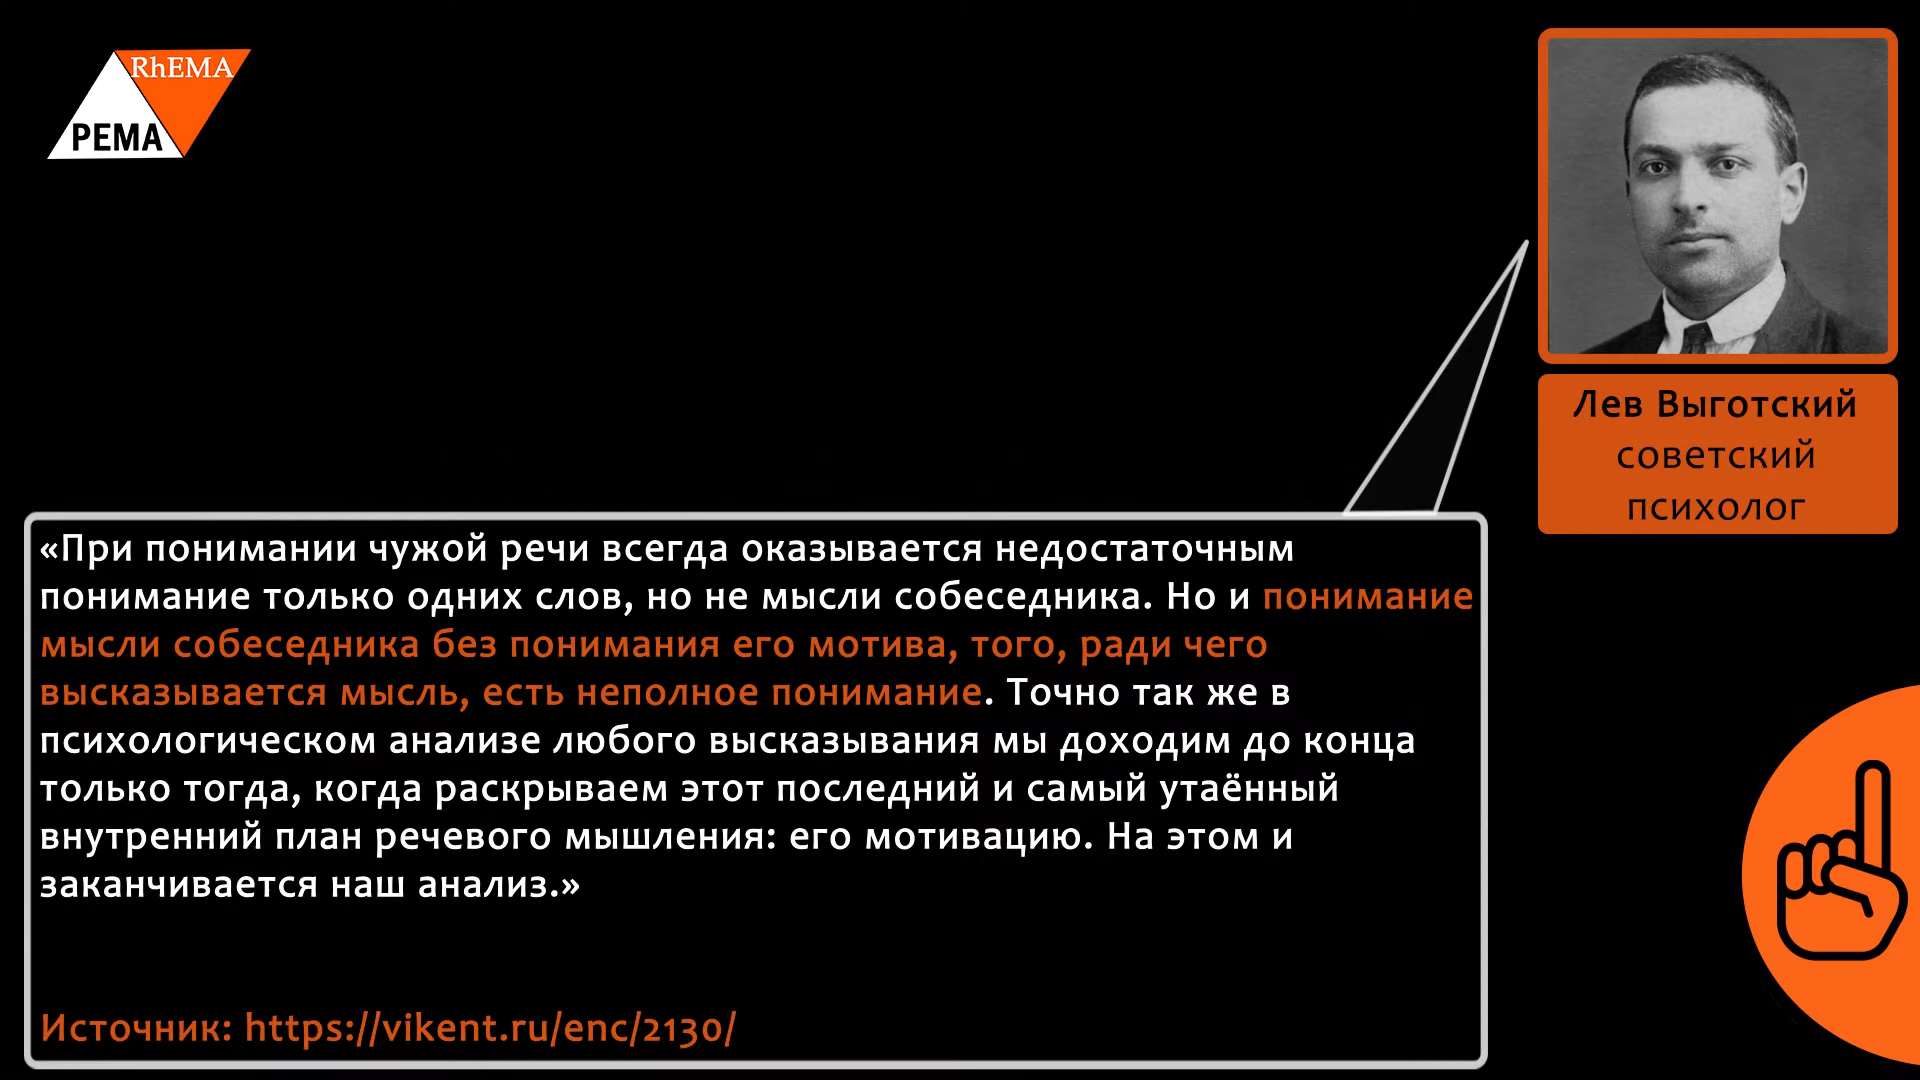 RhEMA
РЕМА
Лев Выготский
советский
психолог
«При понимании чужой речи всегда оказывается недостаточным
понимание только одних слов, но не мысли собеседника. Но и понимание
мысли собеседника без понимания его мотива, того, ради чего
высказывается мысль, есть неполное понимание. Точно так же в
психологическом анализе любого высказывания мы доходим до конца
только тогда, когда раскрываем этот последний и самый утаённый
внутренний план речевого мышления: его мотивацию. На этом и
заканчивается наш анализ.»
Источник: https://vikent.ru/enc/2130/